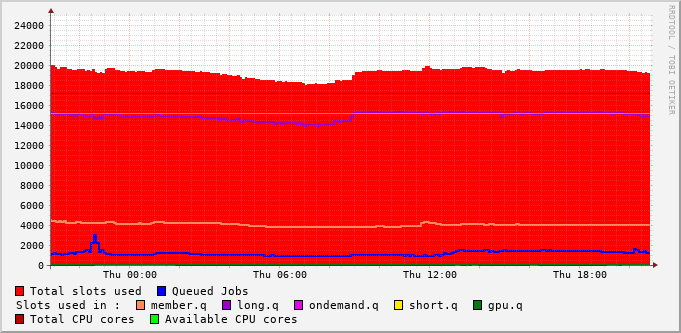 RRDTOOL / TOBI OETIKER
24000
22000
20000
18000
16000
14000
12000
10000
8000
6000
4000
2000
0
Thu 00:00 Thu 06:00 Thu 12:00 Thu 18:00
Total slots used Queued Jobs
Slots used in : member.q long.q ondemand.q short.q gpu.q
Total CPU cores Available CPU cores